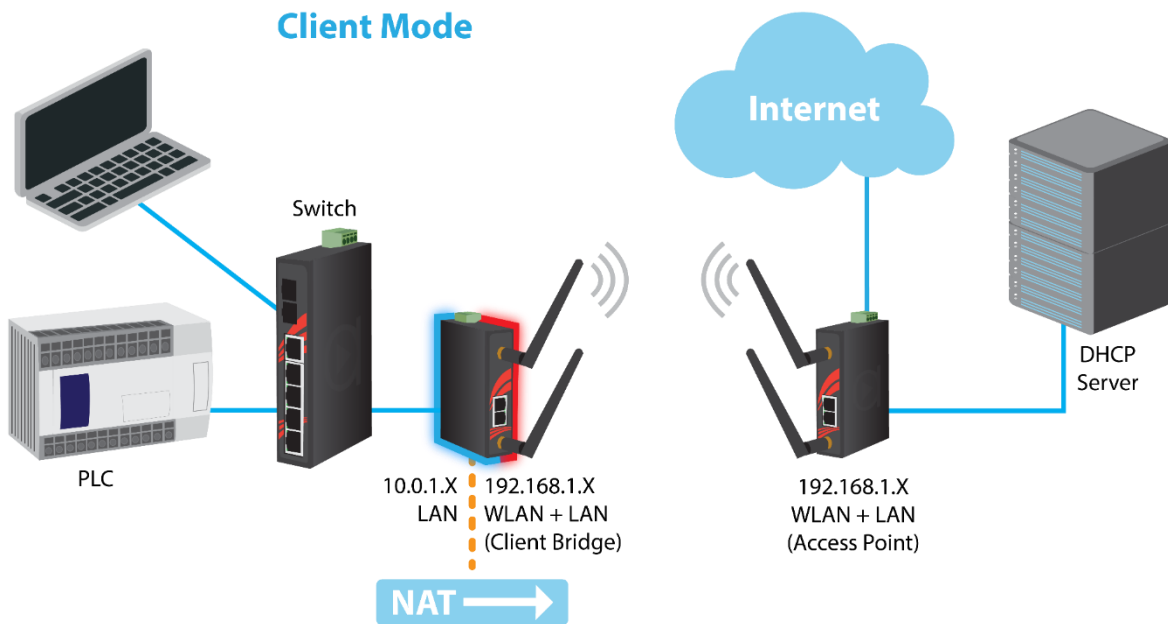 Client Mode
Internet
Switch
DHCP
Server
PLC
10.0.1.X
LAN
192.168.1.X
WLAN + LAN
(Client Bridge)
192.168.1.X
WLAN + LAN
(Access Point)
NAT